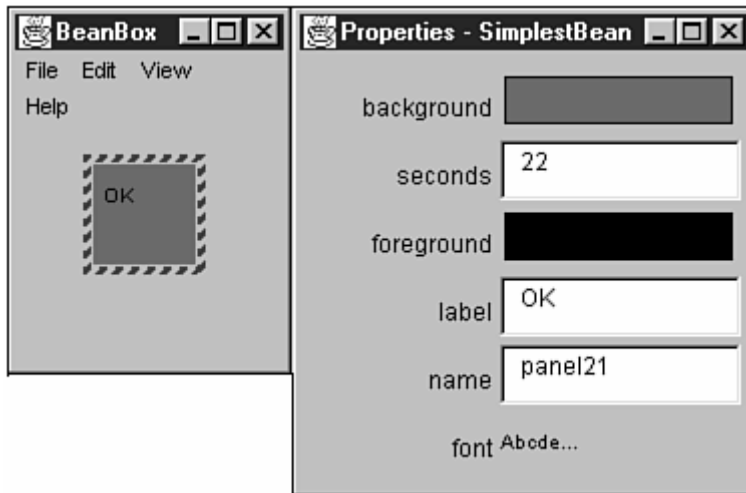 BeanBox
File Edit View
Help
OK
Properties - SimplestBean
background
seconds 22
foreground
label OK
name panel21
font Abcde...